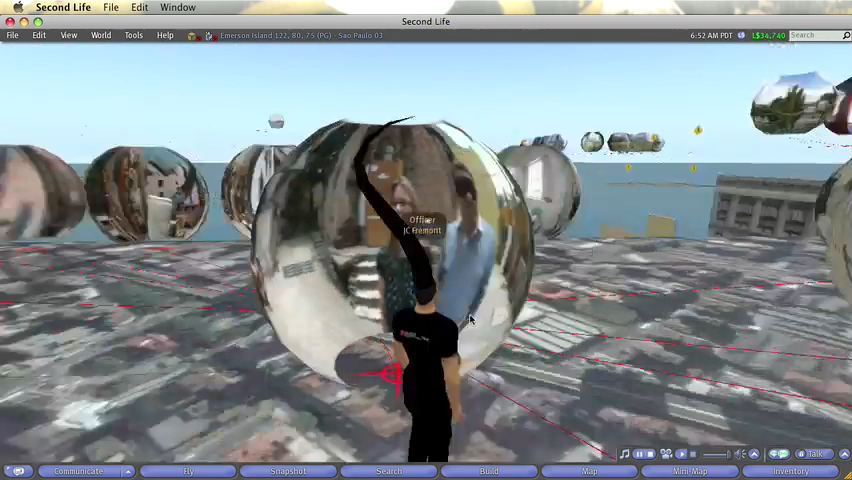 Second Life File Edit Window
Second Life
File Edit View World Tools Help Emerson Island 122, 80, 75 (PG) - Sao Paulo 03 6:52 AM PDT L$34,740 Search
Officer
JC Fremont
Talk
Communicate Fly Snapshot Search Build Map Mini-Map Inventory